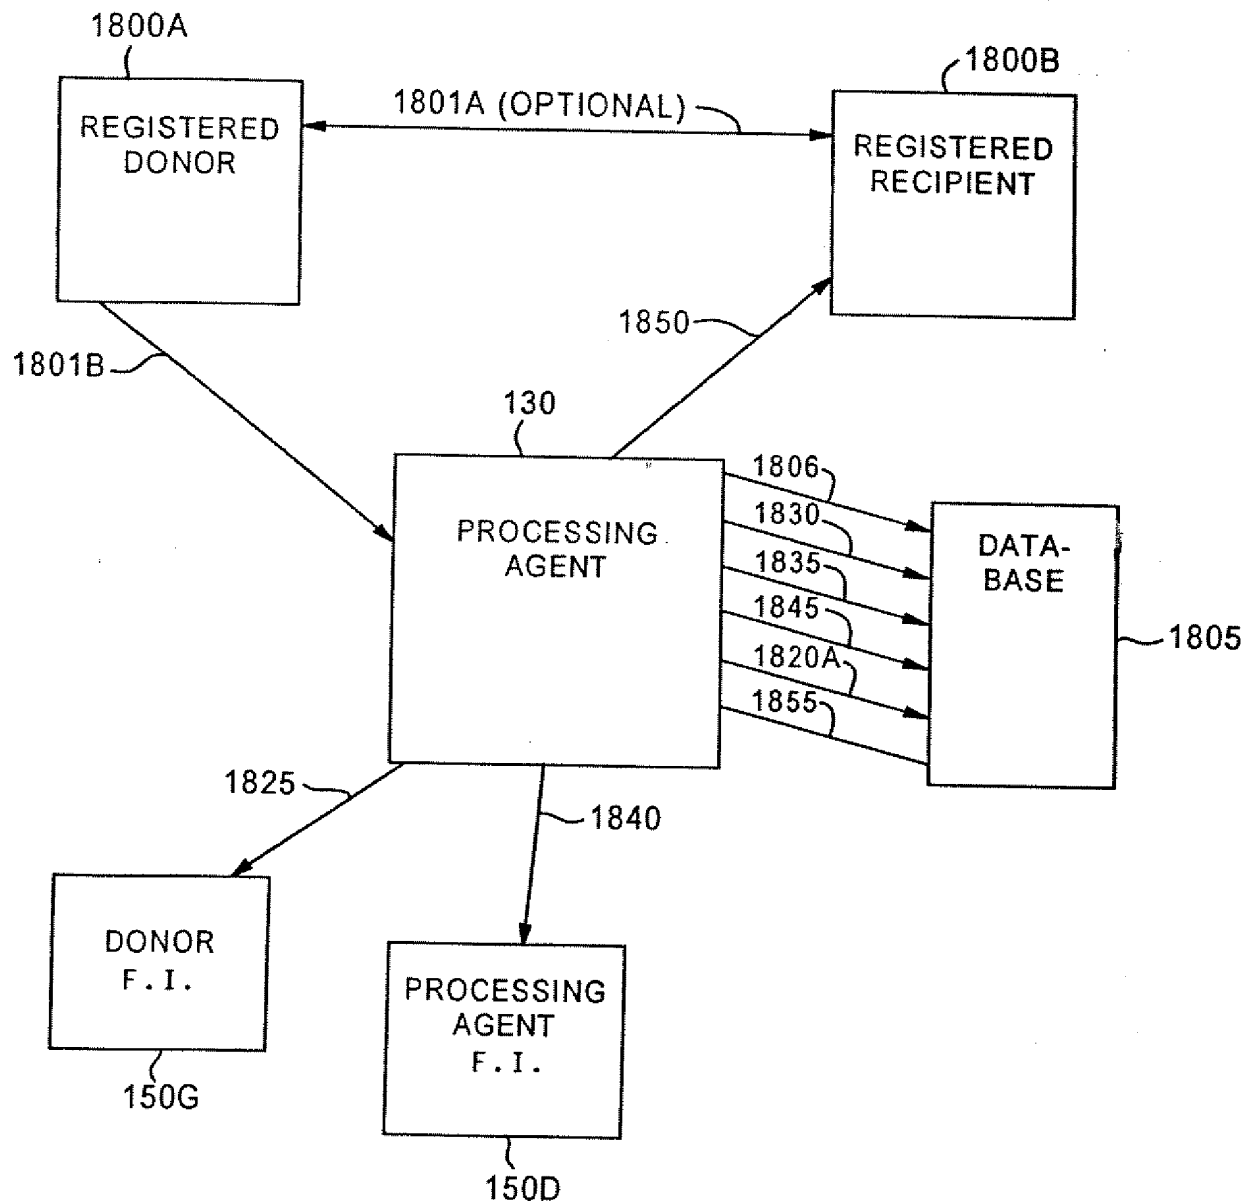 1800A
1800B
REGISTERED
DONOR
1801A (OPTIONAL)
REGISTERED
RECIPIENT
1801B
1850
130
PROCESSING
AGENT
1806
1830
1835
1845
1820A
1855
DATA-
BASE
1805
1825
1840
DONOR
F.I.
150G
PROCESSING
AGENT
F.I.
150D